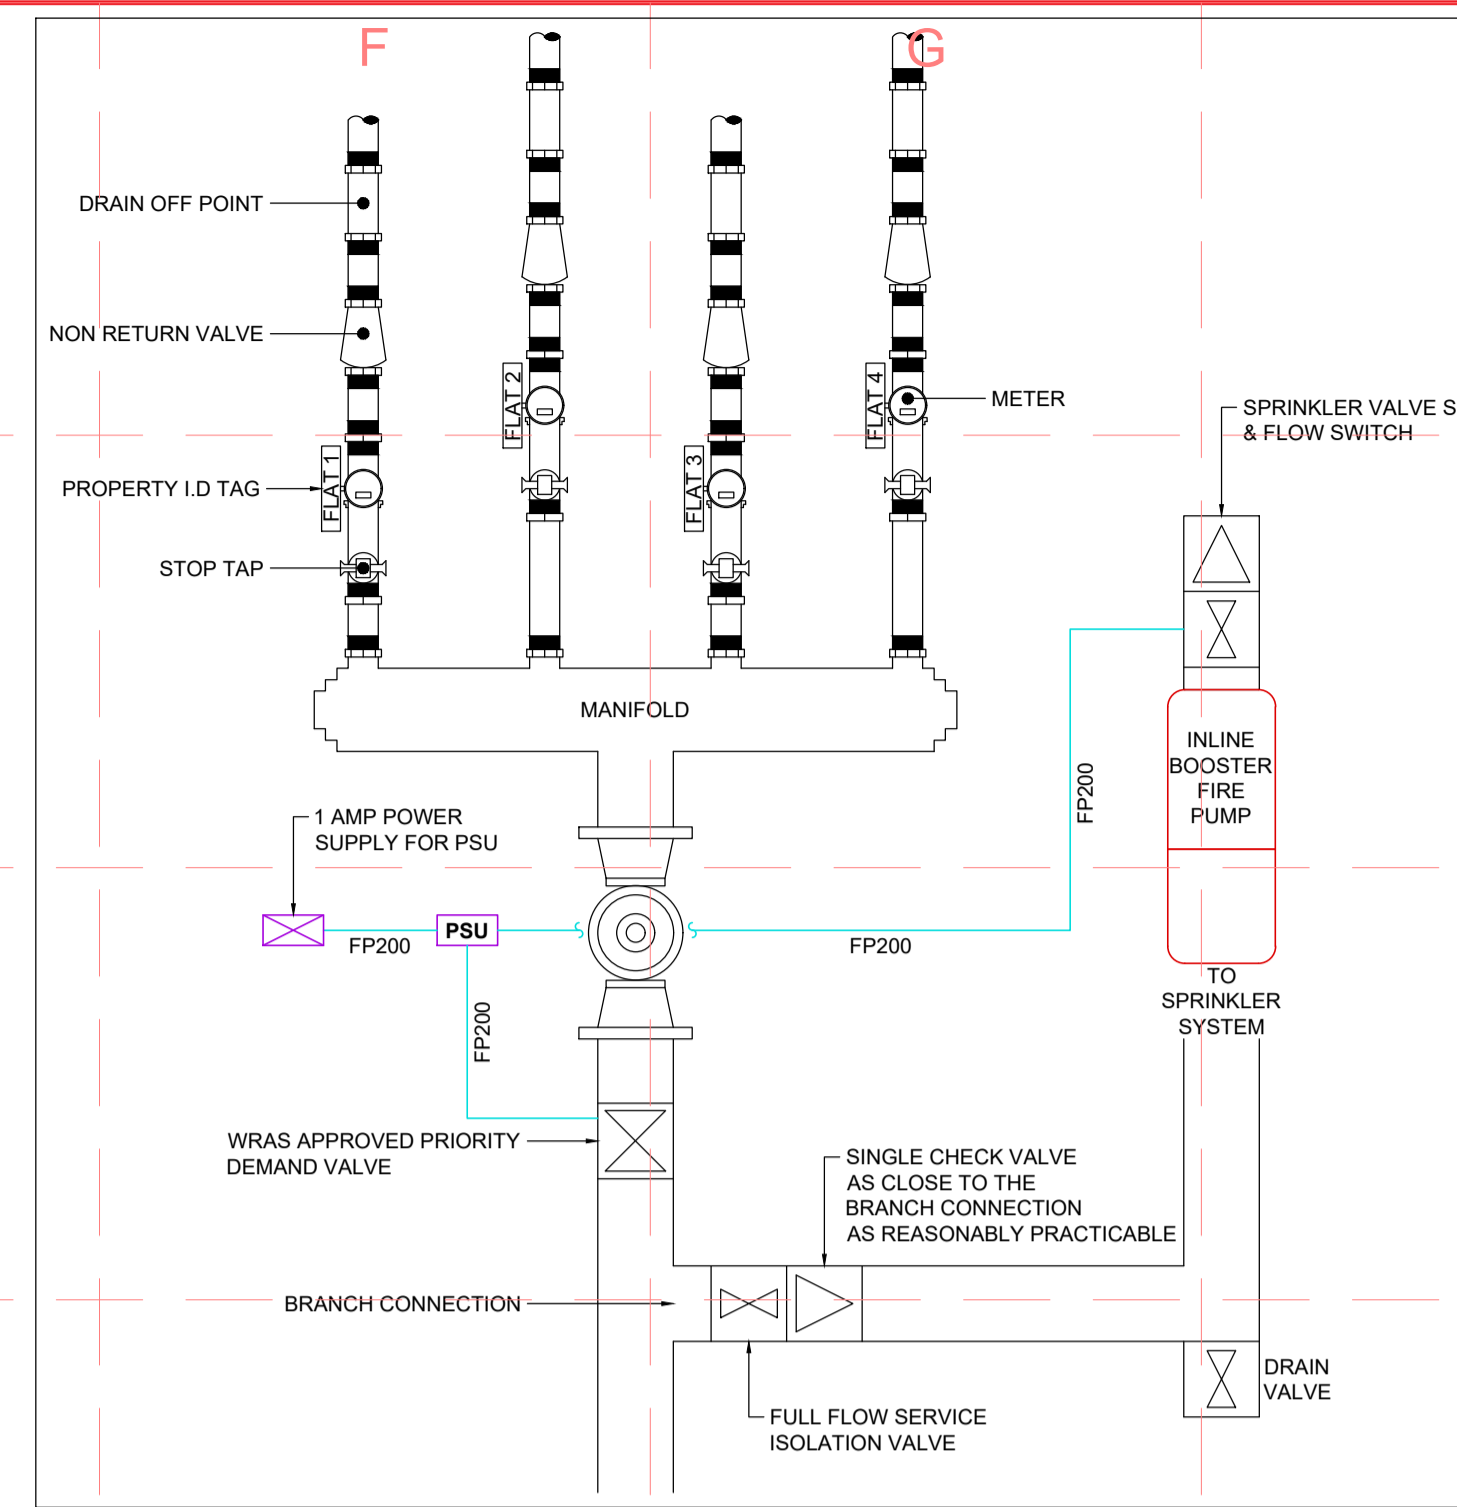 F
G
DRAIN OFF POINT
NON RETURN VALVE
FLAT 2
FLAT 4
METER
SPRINKLER VALVE S
& FLOW SWITCH
FLAT 1
FLAT 3
PROPERTY I.D TAG
STOP TAP
MANIFOLD
INLINE
BOOSTER
FIRE
PUMP
FP200
1 AMP POWER
SUPPLY FOR PSU
PSU
FP200
FP200
TO
SPRINKLER
SYSTEM
FP200
WRAS APPROVED PRIORITY
DEMAND VALVE
SINGLE CHECK VALVE
AS CLOSE TO THE
BRANCH CONNECTION
AS REASONABLY PRACTICABLE
BRANCH CONNECTION
DRAIN
VALVE
FULL FLOW SERVICE
ISOLATION VALVE